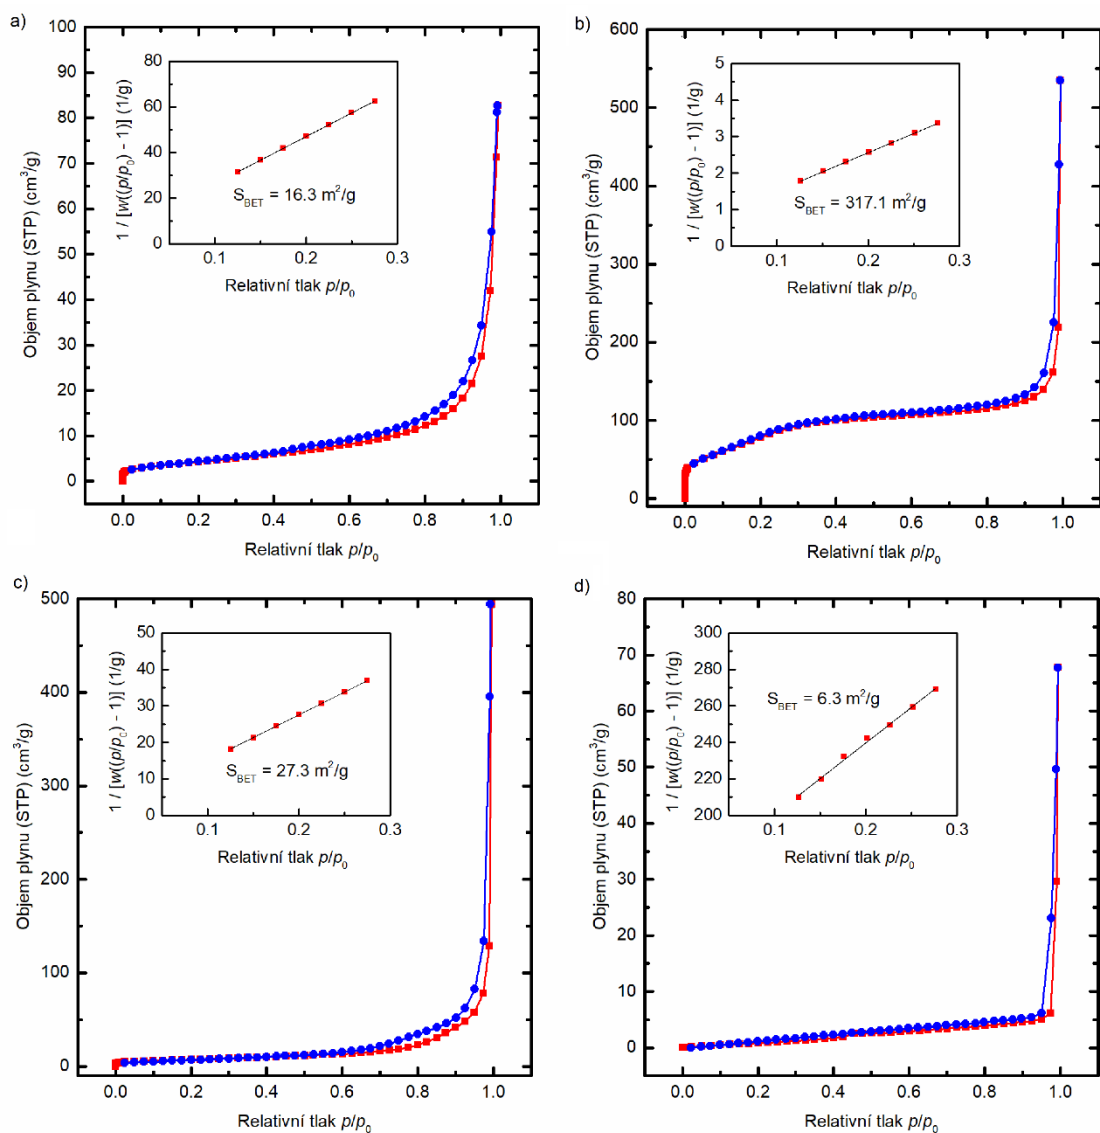 a)
100
90
80
70
60
50
40
30
20
10
0
Objem plynu (STP) (cm³/g)
0.0 0.2 0.4 0.6 0.8 1.0
Relativní tlak p/p₀
80
60
40
20
0
1 / [w((p/p₀) - 1)] (1/g)
S_BET = 16.3 m²/g
0.1 0.2 0.3
Relativní tlak p/p₀
b)
600
500
400
300
200
100
0
Objem plynu (STP) (cm³/g)
0.0 0.2 0.4 0.6 0.8 1.0
Relativní tlak p/p₀
5
4
3
2
1
0
1 / [w((p/p₀) - 1)] (1/g)
S_BET = 317.1 m²/g
0.1 0.2 0.3
Relativní tlak p/p₀
c)
500
400
300
200
100
0
Objem plynu (STP) (cm³/g)
0.0 0.2 0.4 0.6 0.8 1.0
Relativní tlak p/p₀
50
40
30
20
10
0
1 / [w((p/p₀) - 1)] (1/g)
S_BET = 27.3 m²/g
0.1 0.2 0.3
Relativní tlak p/p₀
d)
80
70
60
50
40
30
20
10
0
Objem plynu (STP) (cm³/g)
0.0 0.2 0.4 0.6 0.8 1.0
Relativní tlak p/p₀
300
280
260
240
220
200
1 / [w((p/p₀) - 1)] (1/g)
S_BET = 6.3 m²/g
0.1 0.2 0.3
Relativní tlak p/p₀